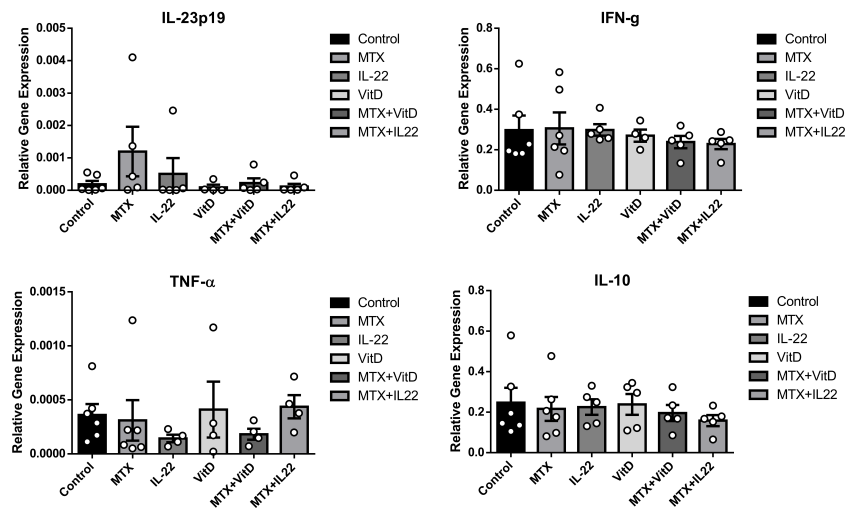 IL-23p19
Relative Gene Expression
0.005
0.004
0.003
0.002
0.001
0.000
Control
MTX
IL-22
VitD
MTX+VitD
MTX+IL22
Control
MTX
IL-22
VitD
MTX+VitD
MTX+IL22
IFN-g
Relative Gene Expression
0.8
0.6
0.4
0.2
0.0
Control
MTX
IL-22
VitD
MTX+VitD
MTX+IL22
Control
MTX
IL-22
VitD
MTX+VitD
MTX+IL22
TNF-α
Relative Gene Expression
0.0015
0.0010
0.0005
0.0000
Control
MTX
IL-22
VitD
MTX+VitD
MTX+IL22
Control
MTX
IL-22
VitD
MTX+VitD
MTX+IL22
IL-10
Relative Gene Expression
0.8
0.6
0.4
0.2
0.0
Control
MTX
IL-22
VitD
MTX+VitD
MTX+IL22
Control
MTX
IL-22
VitD
MTX+VitD
MTX+IL22